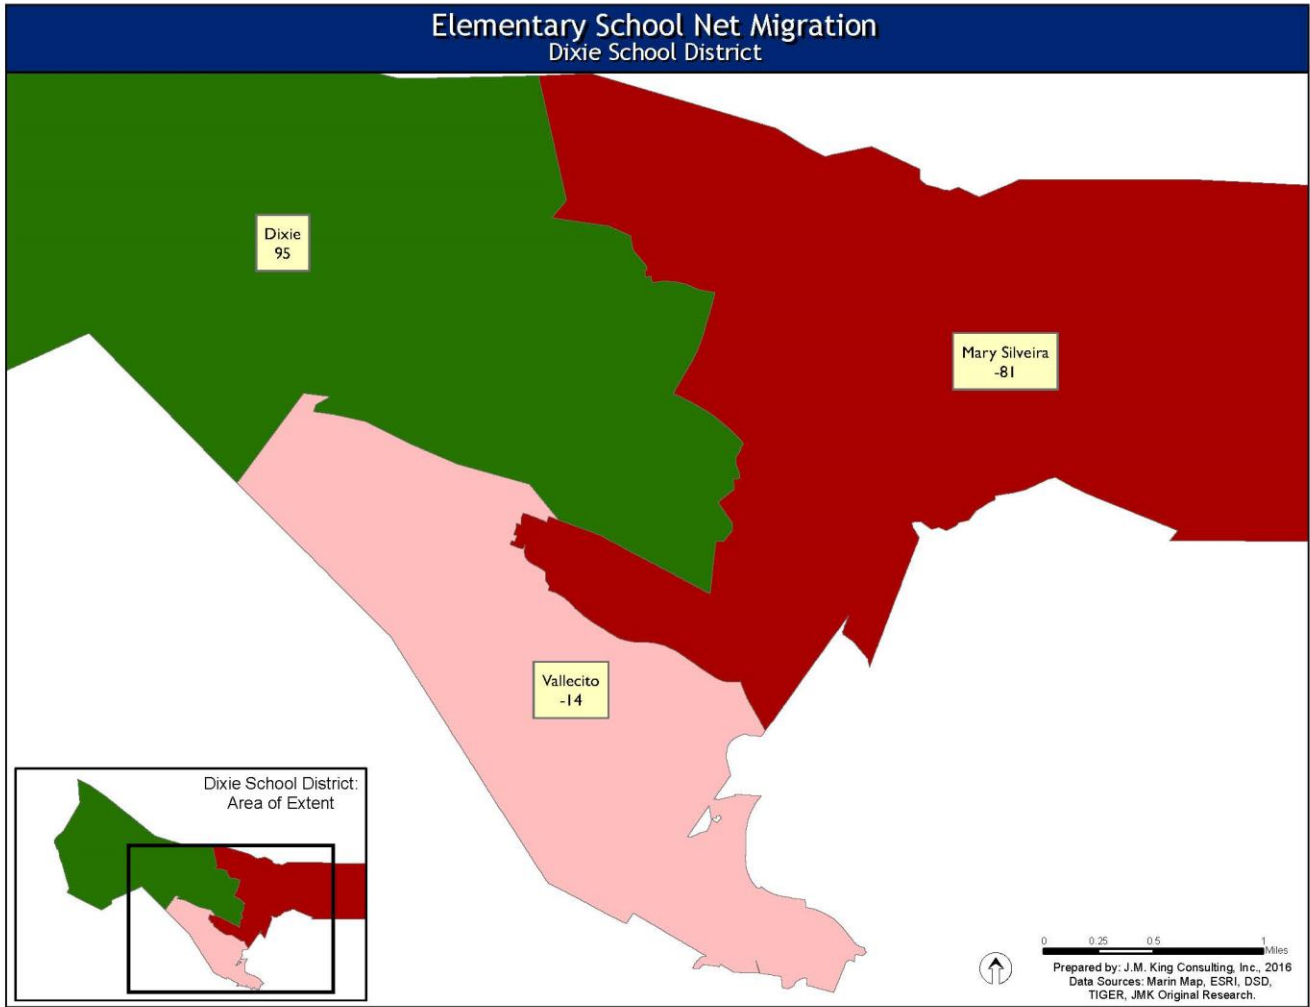 Elementary School Net Migration
Dixie School District
Dixie
95
Mary Silveira
-81
Vallecito
-14
Dixie School District:
Area of Extent
0 0.25 0.5 1
Miles
Prepared by: J.M. King Consulting, Inc., 2016
Data Sources: Marin Map, ESRI, DSD,
TIGER, JMK Original Research.